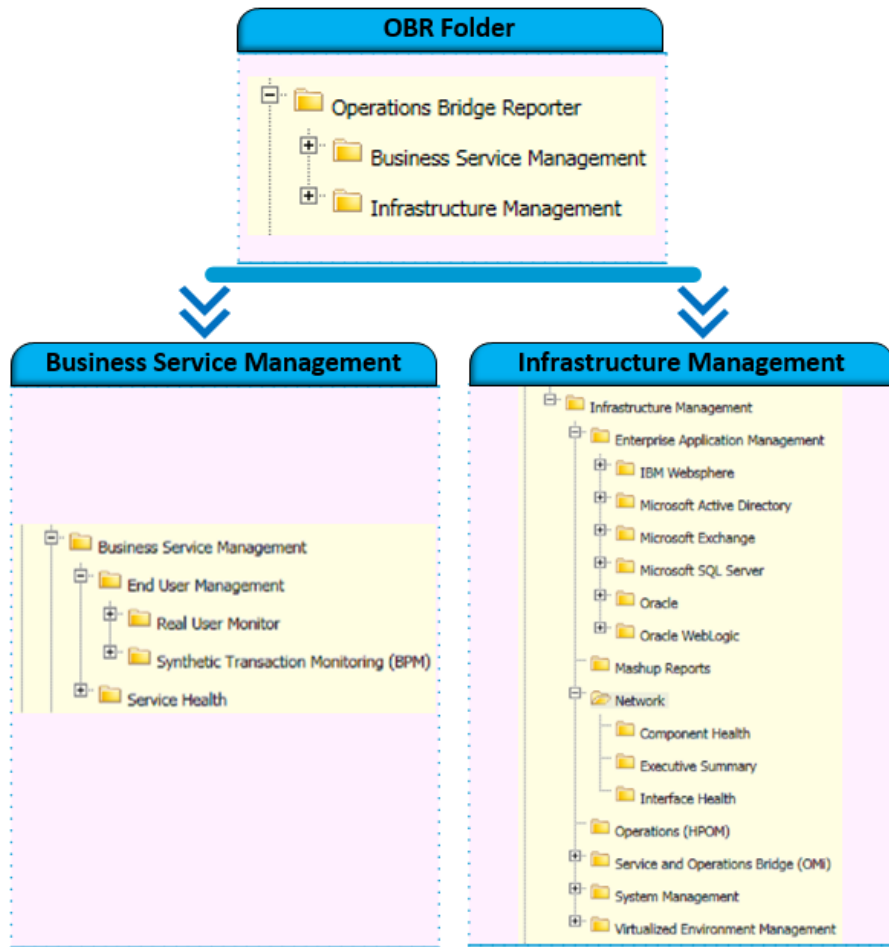 OBR Folder
Operations Bridge Reporter
Business Service Management
Infrastructure Management
Business Service Management
Business Service Management
End User Management
Real User Monitor
Synthetic Transaction Monitoring (BPM)
Service Health
Infrastructure Management
Infrastructure Management
Enterprise Application Management
IBM Websphere
Microsoft Active Directory
Microsoft Exchange
Microsoft SQL Server
Oracle
Oracle WebLogic
Mashup Reports
Network
Component Health
Executive Summary
Interface Health
Operations (HPOM)
Service and Operations Bridge (OMi)
System Management
Virtualized Environment Management